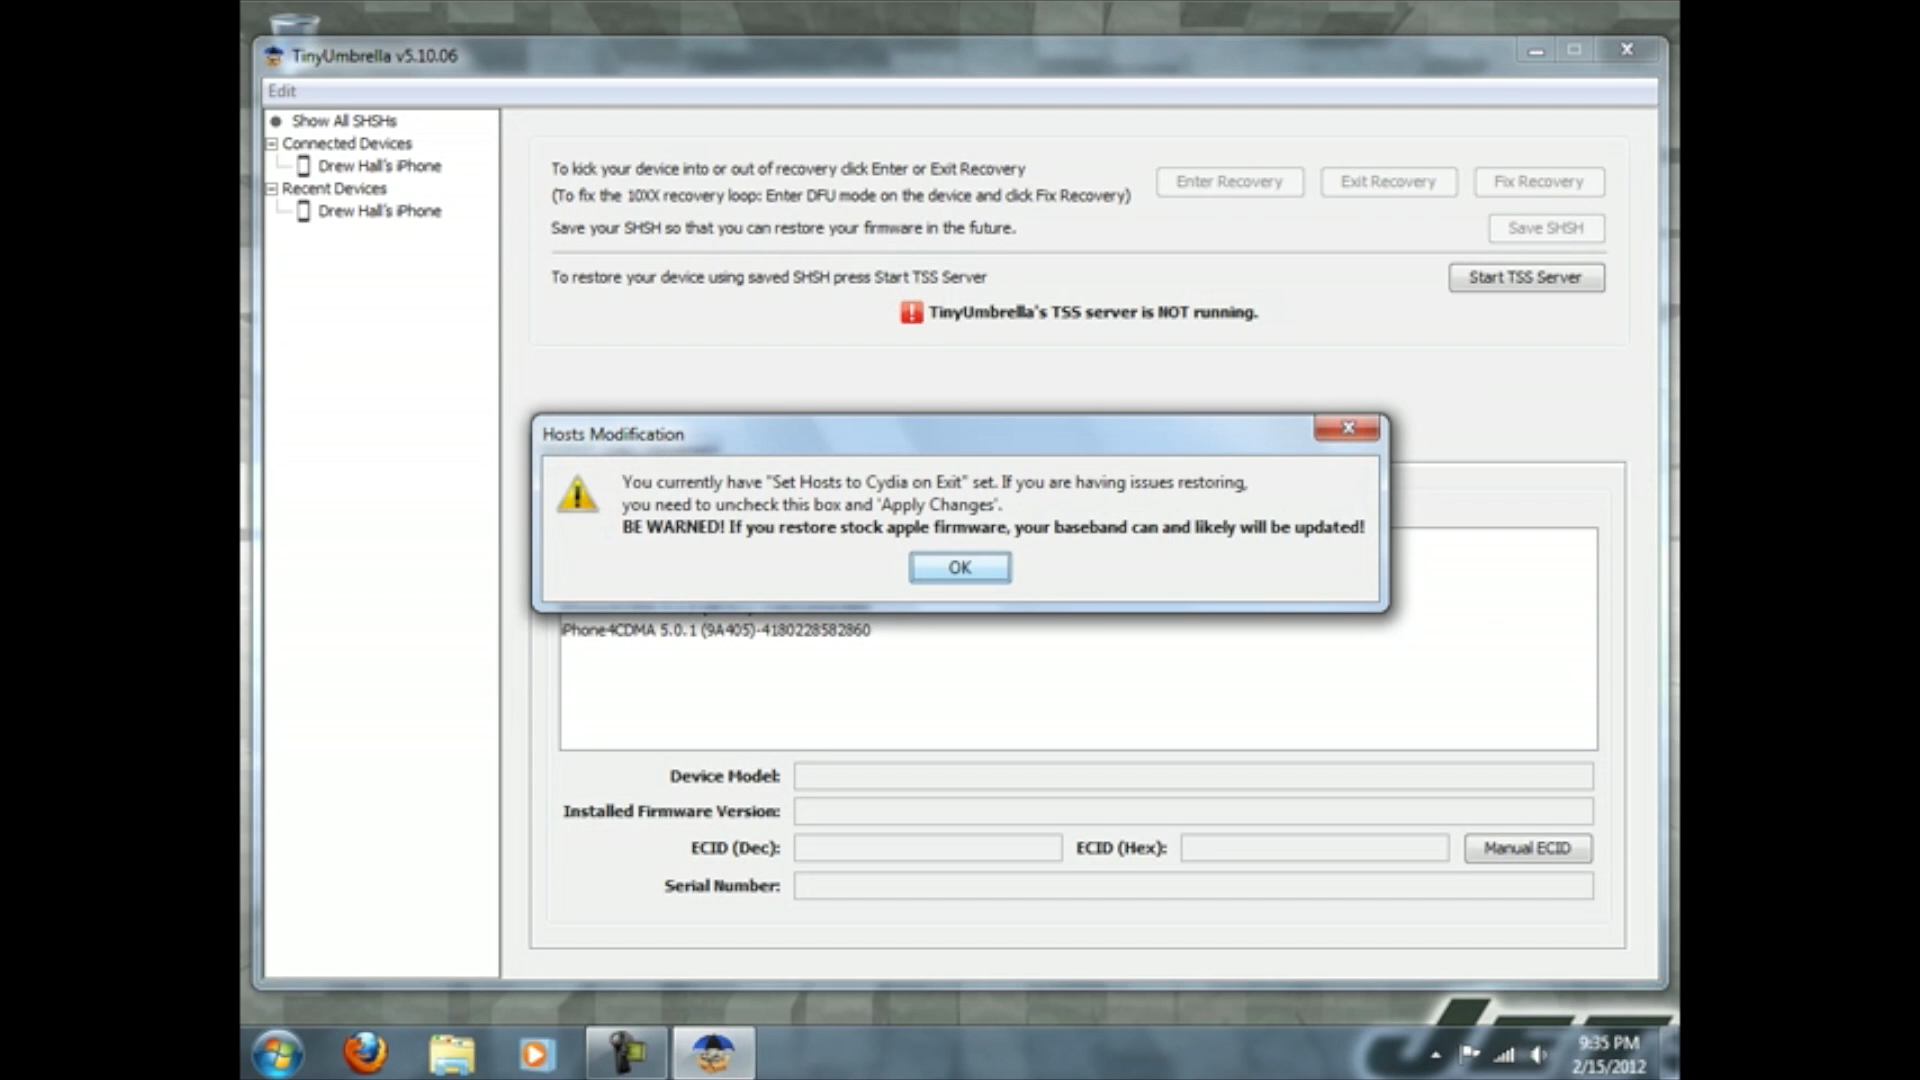 TinyUmbrella v5.10.06
Edit
Show All SHSHs
Connected Devices
Drew Hall's iPhone
Recent Devices
Drew Hall's iPhone
To kick your device into or out of recovery click Enter or Exit Recovery
(To fix the 10XX recovery loop: Enter DFU mode on the device and click Fix Recovery)
Enter Recovery
Exit Recovery
Fix Recovery
Save your SHSH so that you can restore your firmware in the future.
Save SHSH
To restore your device using saved SHSH press Start TSS Server
Start TSS Server
TinyUmbrella's TSS server is NOT running.
Hosts Modification
You currently have "Set Hosts to Cydia on Exit" set. If you are having issues restoring,
you need to uncheck this box and 'Apply Changes'.
BE WARNED! If you restore stock apple firmware, your baseband can and likely will be updated!
OK
iPhone4CDMA 5.0.1 (9A405)-4180228582860
Device Model:
Installed Firmware Version:
ECID (Dec):
ECID (Hex):
Manual ECID
Serial Number:
9:35 PM
2/15/2012